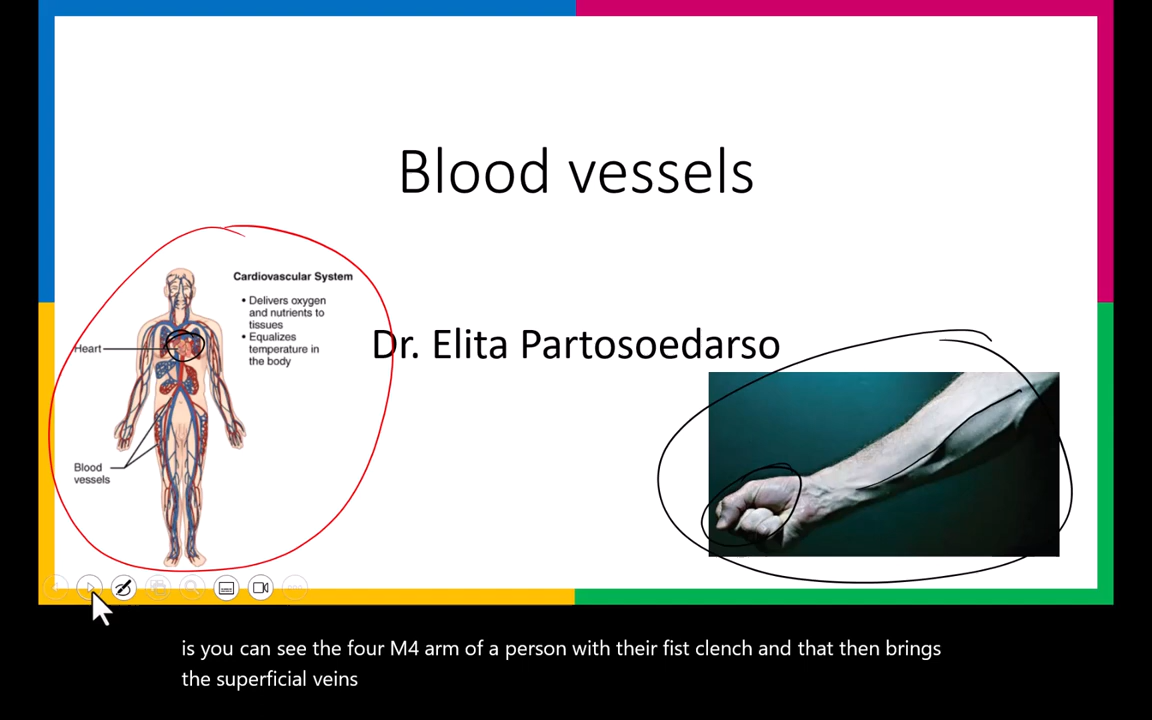 Blood vessels
Cardiovascular System
• Delivers oxygen
and nutrients to
tissues
• Equalizes
temperature in
the body
Heart
Dr. Elita Partosoedarso
Blood
vessels
is you can see the four M4 arm of a person with their fist clench and that then brings
the superficial veins